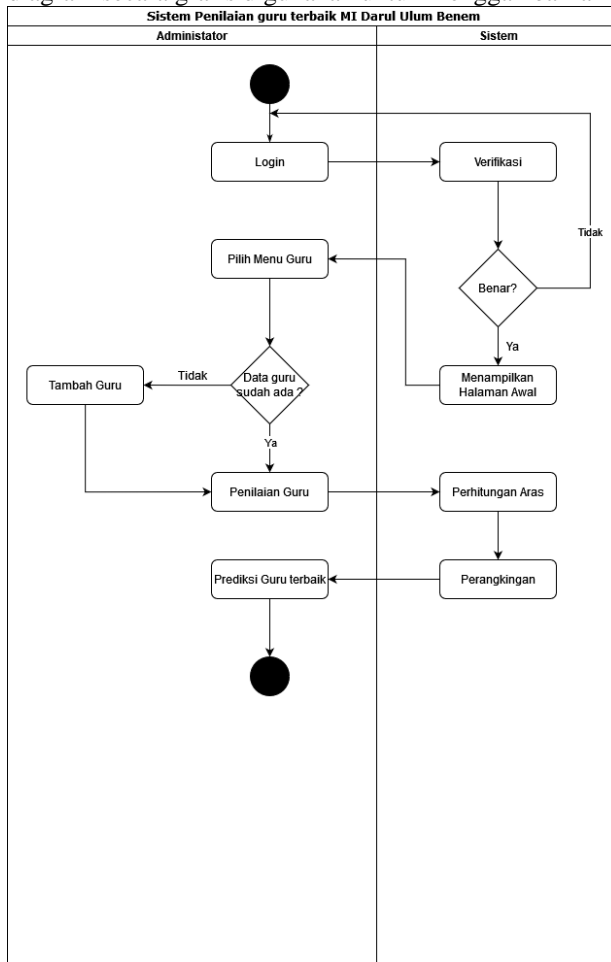 Sistem Penilaian guru terbaik MI Darul Ulum Benem
Administator
Sistem
Login
Verifikasi
Tidak
Pilih Menu Guru
Benar?
Ya
Tambah Guru
Tidak
Data guru
sudah ada ?
Menampilkan
Halaman Awal
Ya
Penilaian Guru
Perhitungan Aras
Prediksi Guru terbaik
Perangkingan